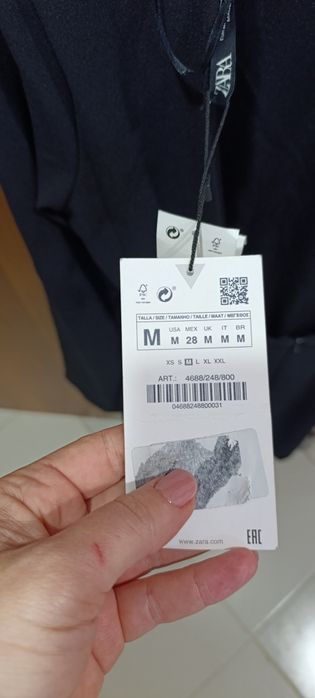 ZARA
FSC
TALLA / SIZE / TAMANHO / TAILLE / MAAT / ΜΕΓΕΘΟΣ
M
USA MEX UK IT BR
M 28 M M M
XS S M L XL XXL
ART.: 4688/248/800
04688248800031
www.zara.com
EAC